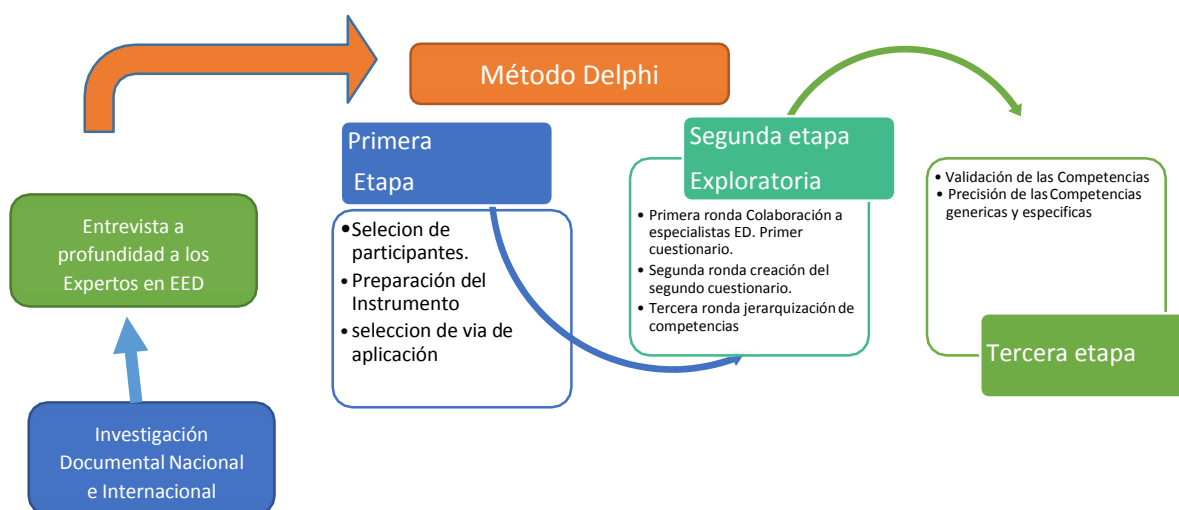 Método Delphi
Primera
Etapa
•Selecion de
participantes.
• Preparación del
Instrumento
• seleccion de via de
aplicación
Segunda etapa
Exploratoria
• Primera ronda Colaboración a
especialistas ED. Primer
cuestionario.
• Segunda ronda creación del
segundo cuestionario.
• Tercera ronda jerarquización de
competencias
• Validación de las Competencias
• Precisión de las Competencias
genericas y especificas
Tercera etapa
Entrevista a
profundidad a los
Expertos en EED
Investigación
Documental Nacional
e Internacional